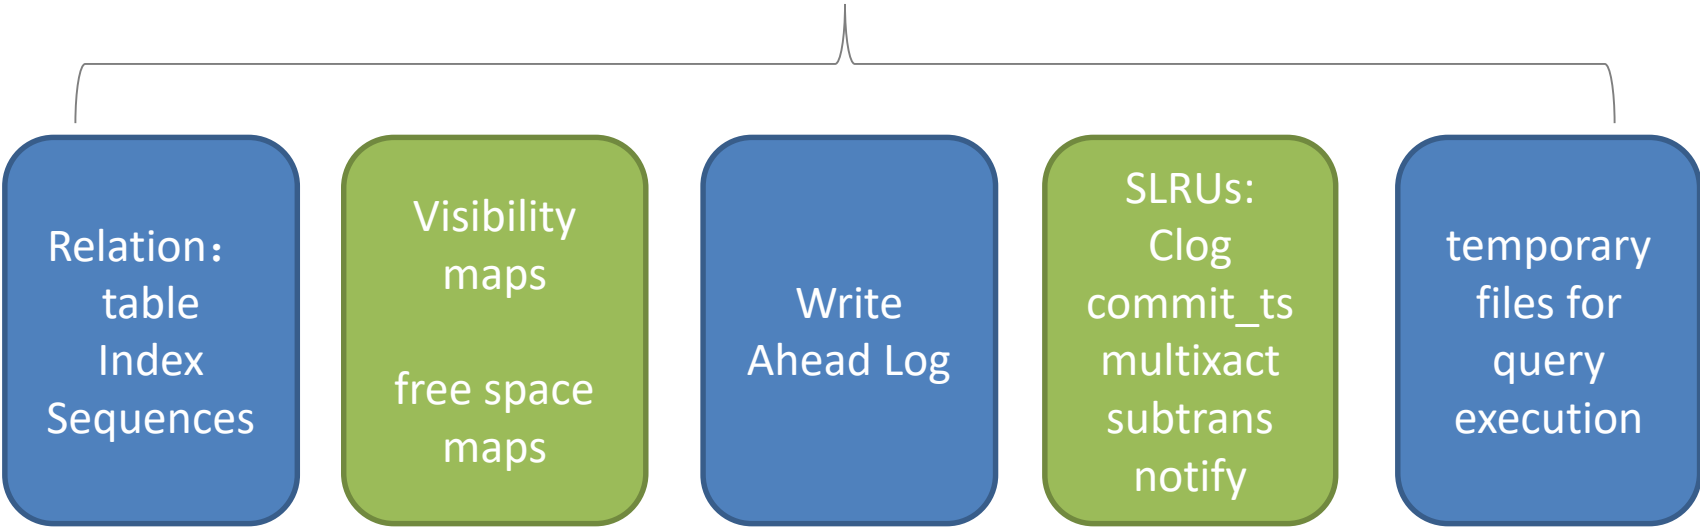 Relation：
table
Index
Sequences
Visibility
maps
free space
maps
Write
Ahead Log
SLRUs:
Clog
commit_ts
multixact
subtrans
notify
temporary
files for
query
execution